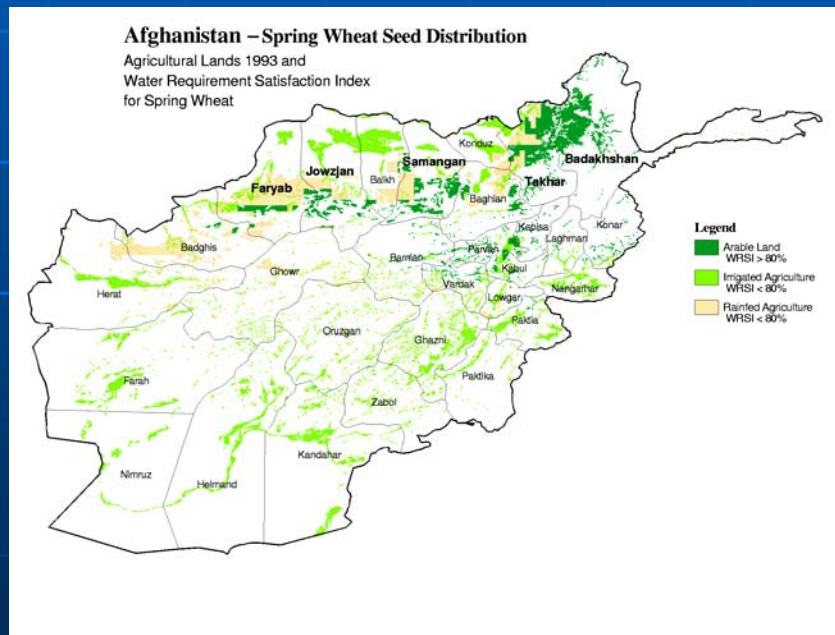 Afghanistan – Spring Wheat Seed Distribution
Agricultural Lands 1993 and
Water Requirement Satisfaction Index
for Spring Wheat
Konduz
Badakhshan
Samangan
Jowzjan
Balkh
Takhar
Faryab
Baghlan
Kapisa
Konar
Badghis
Parvan
Laghman
Bamian
Kabul
Ghowr
Vardak
Nangarhar
Herat
Lowgar
Paktia
Oruzgan
Ghazni
Paktika
Farah
Zabol
Kandahar
Nimruz
Helmand
Legend
Arable Land
WRSI > 80%
Irrigated Agriculture
WRSI < 80%
Rainfed Agriculture
WRSI < 80%